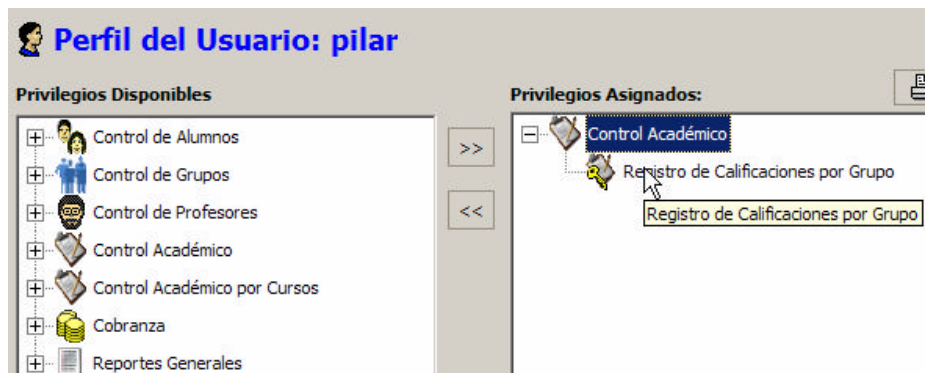 Perfil del Usuario: pilar
Privilegios Disponibles
Control de Alumnos
Control de Grupos
Control de Profesores
Control Académico
Control Académico por Cursos
Cobranza
Reportes Generales
>>
<<
Privilegios Asignados:
Control Académico
Registro de Calificaciones por Grupo
Registro de Calificaciones por Grupo